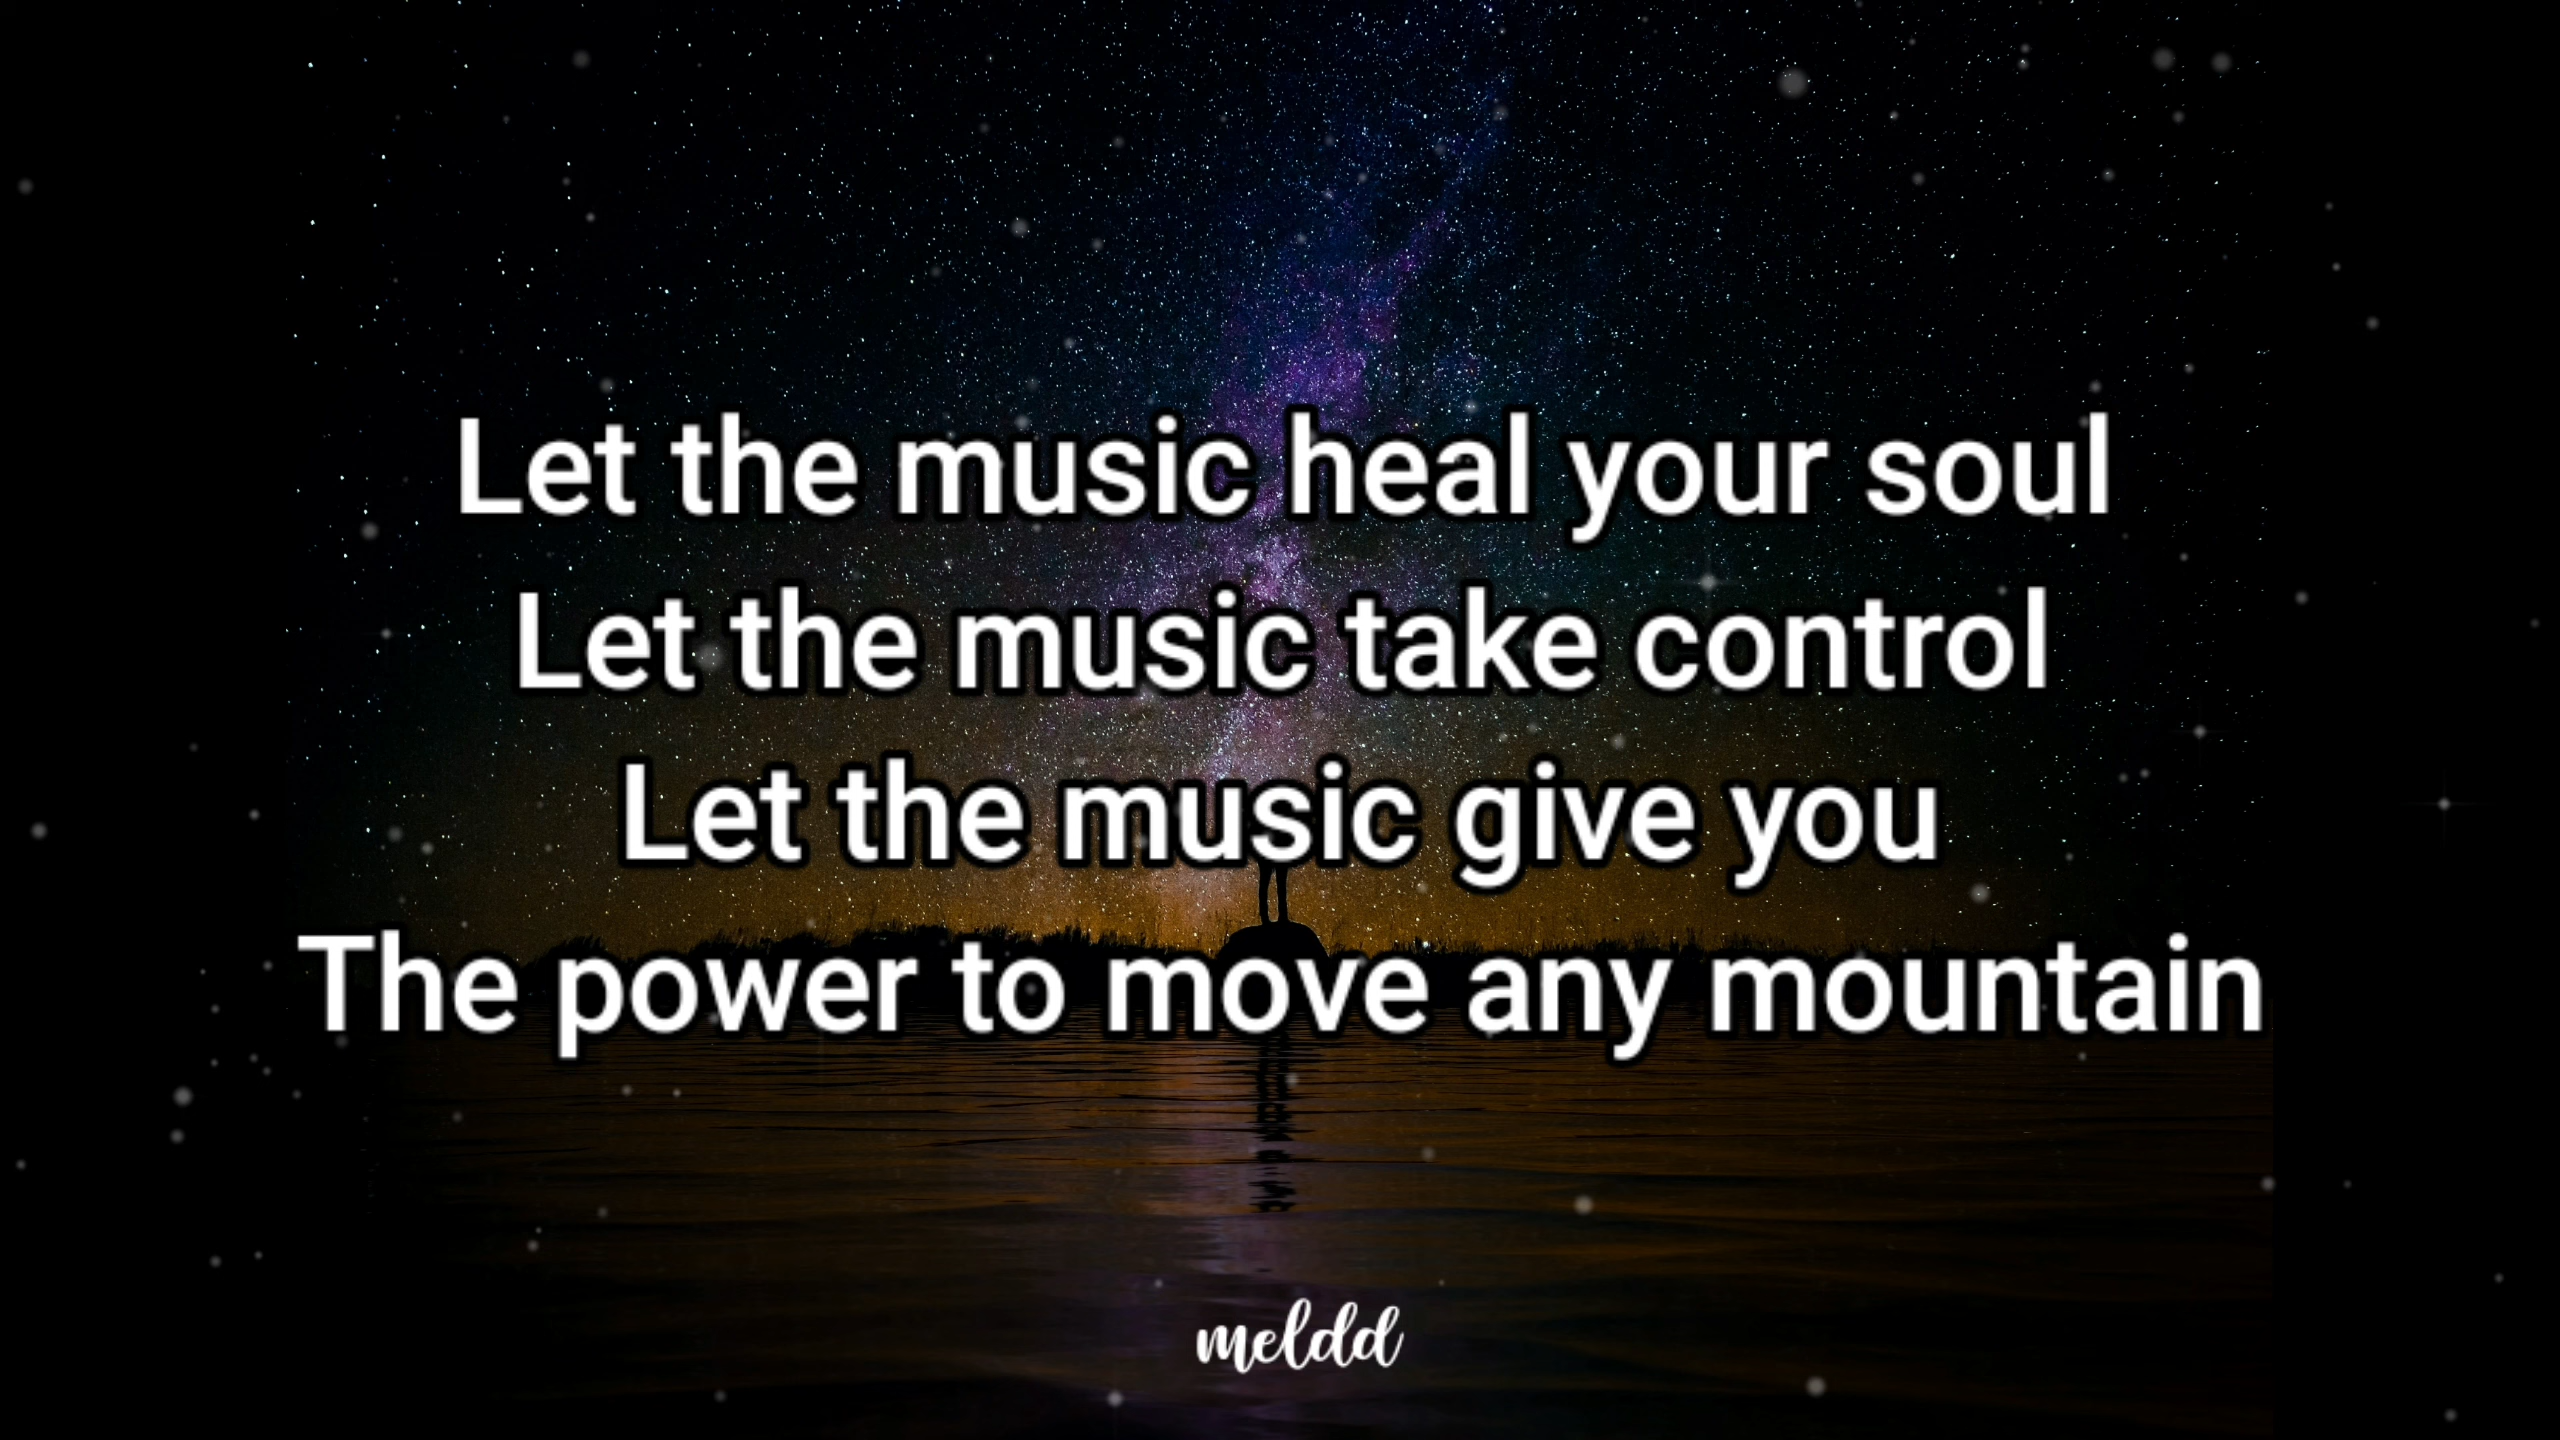 Let the music heal your soul
Let the music take control
Let the music give you
The power to move any mountain
meldd